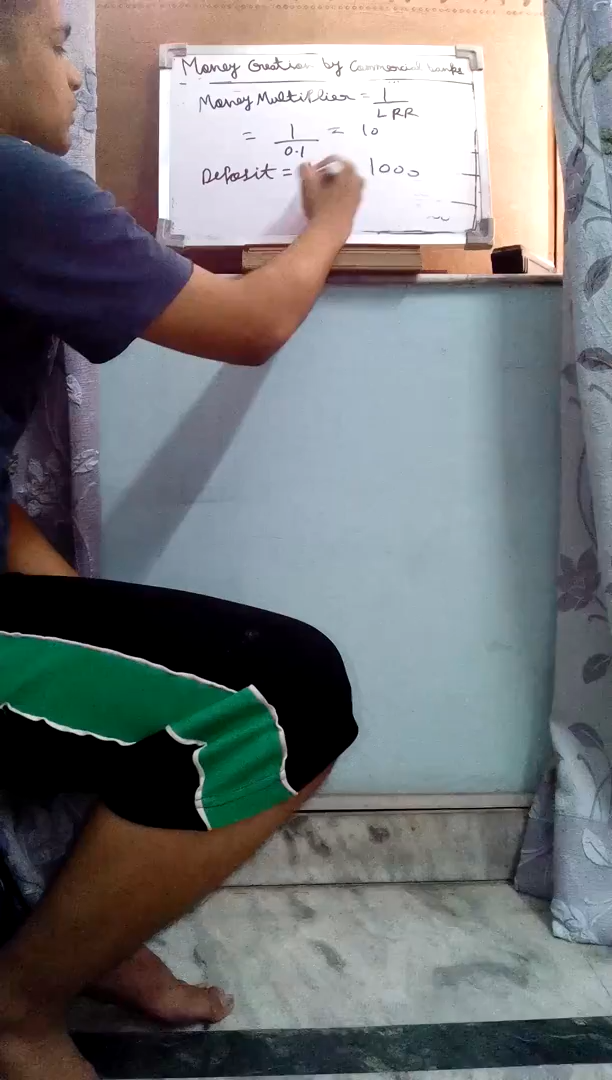 Money Creation by Commercial banks
Money Multiplier = 1 / LRR
= 1 / 0.1 = 10
Deposit = 1000